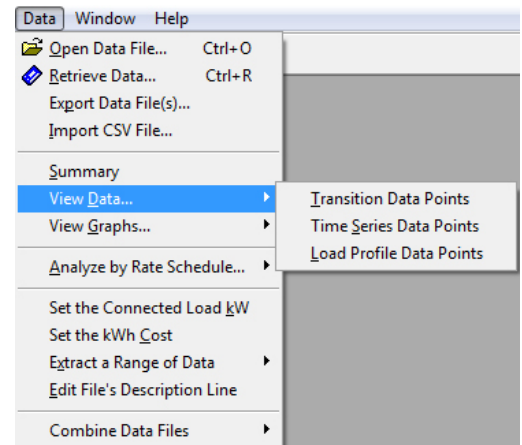 Data Window Help
Open Data File... Ctrl+O
Retrieve Data... Ctrl+R
Export Data File(s)...
Import CSV File...
Summary
View Data...
Transition Data Points
Time Series Data Points
View Graphs...
Load Profile Data Points
Analyze by Rate Schedule...
Set the Connected Load kW
Set the kWh Cost
Extract a Range of Data
Edit File's Description Line
Combine Data Files